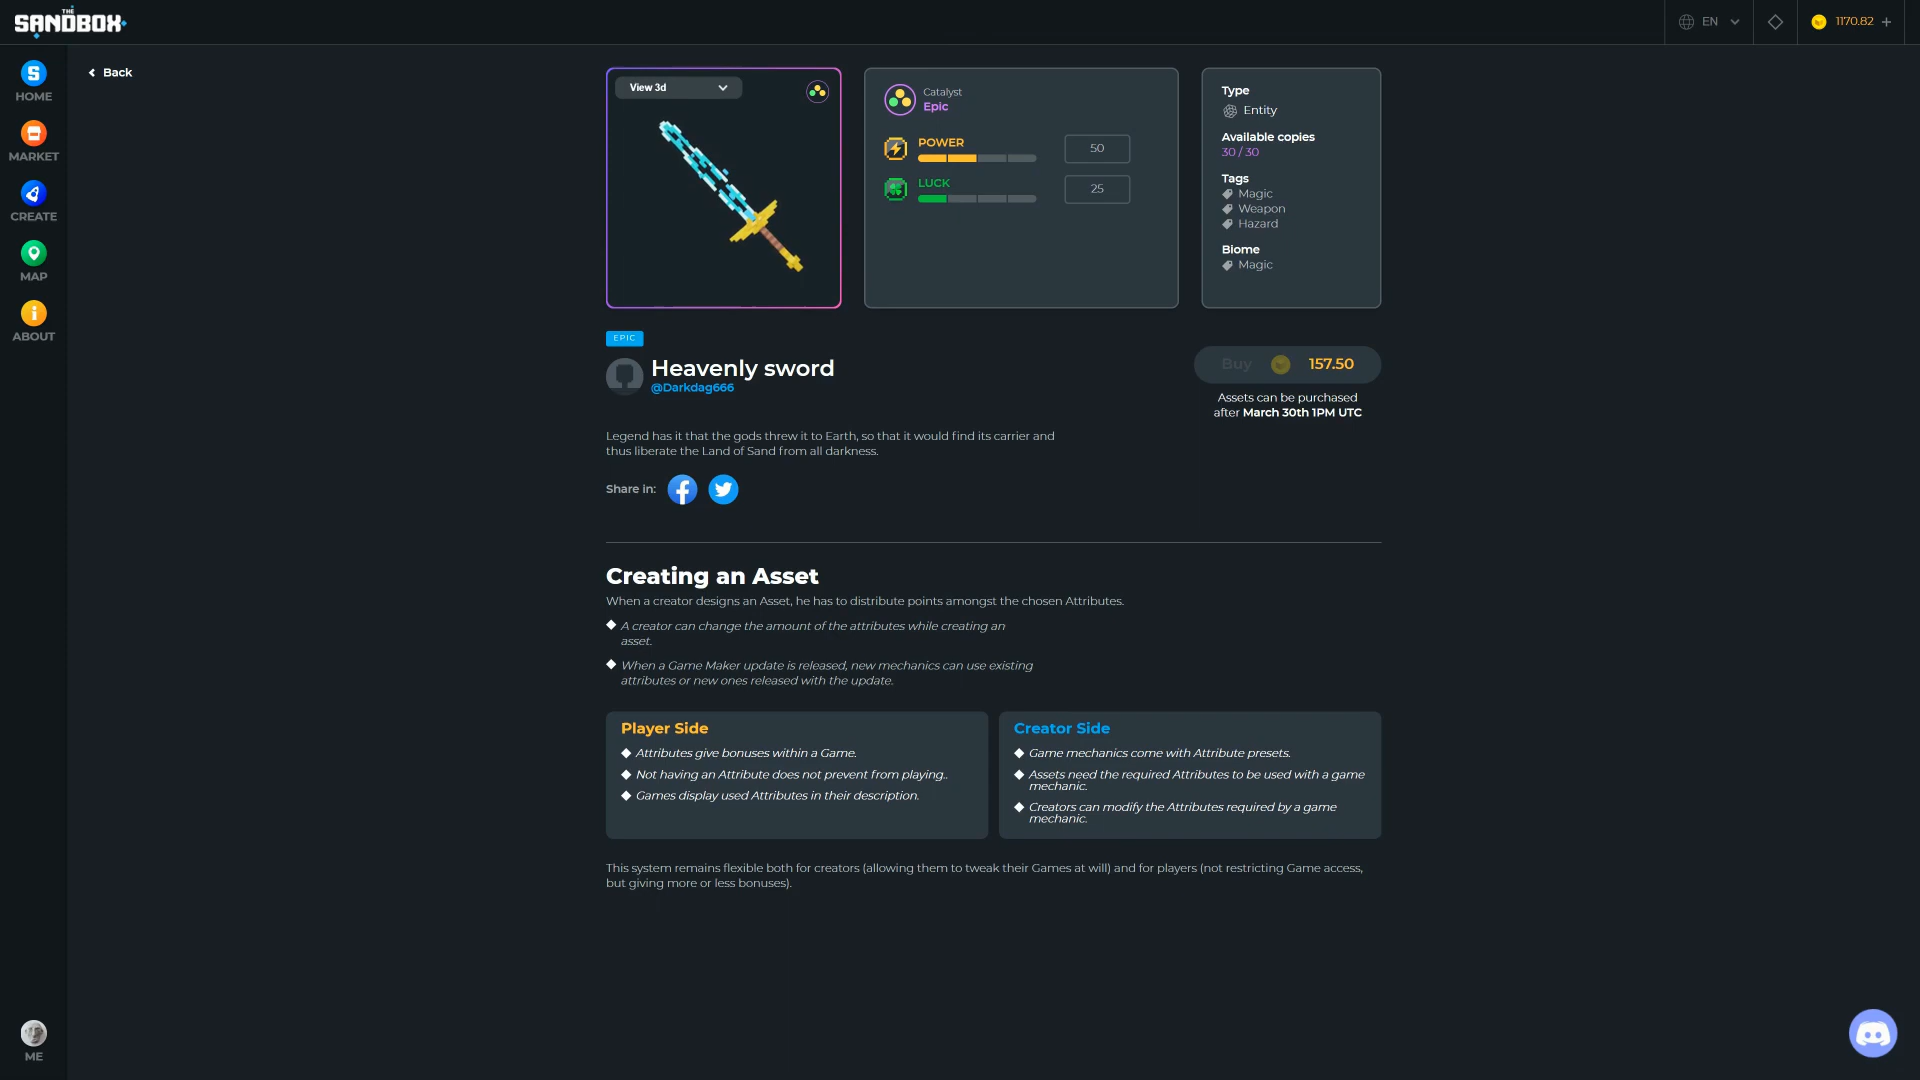 THE
SANDBOX
EN
1170.82
HOME
MARKET
CREATE
MAP
ABOUT
ME
Back
View 3d
Catalyst
Epic
POWER
50
LUCK
25
Type
Entity
Available copies
30 / 30
Tags
Magic
Weapon
Hazard
Biome
Magic
EPIC
Heavenly sword
@Darkdag666
Buy 157.50
Assets can be purchased
after March 30th 1PM UTC
Legend has it that the gods threw it to Earth, so that it would find its carrier and
thus liberate the Land of Sand from all darkness.
Share in:
Creating an Asset
When a creator designs an Asset, he has to distribute points amongst the chosen Attributes.
A creator can change the amount of the attributes while creating an
asset.
When a Game Maker update is released, new mechanics can use existing
attributes or new ones released with the update.
Player Side
Attributes give bonuses within a Game.
Not having an Attribute does not prevent from playing..
Games display used Attributes in their description.
Creator Side
Game mechanics come with Attribute presets.
Assets need the required Attributes to be used with a game
mechanic.
Creators can modify the Attributes required by a game
mechanic.
This system remains flexible both for creators (allowing them to tweak their Games at will) and for players (not restricting Game access,
but giving more or less bonuses).